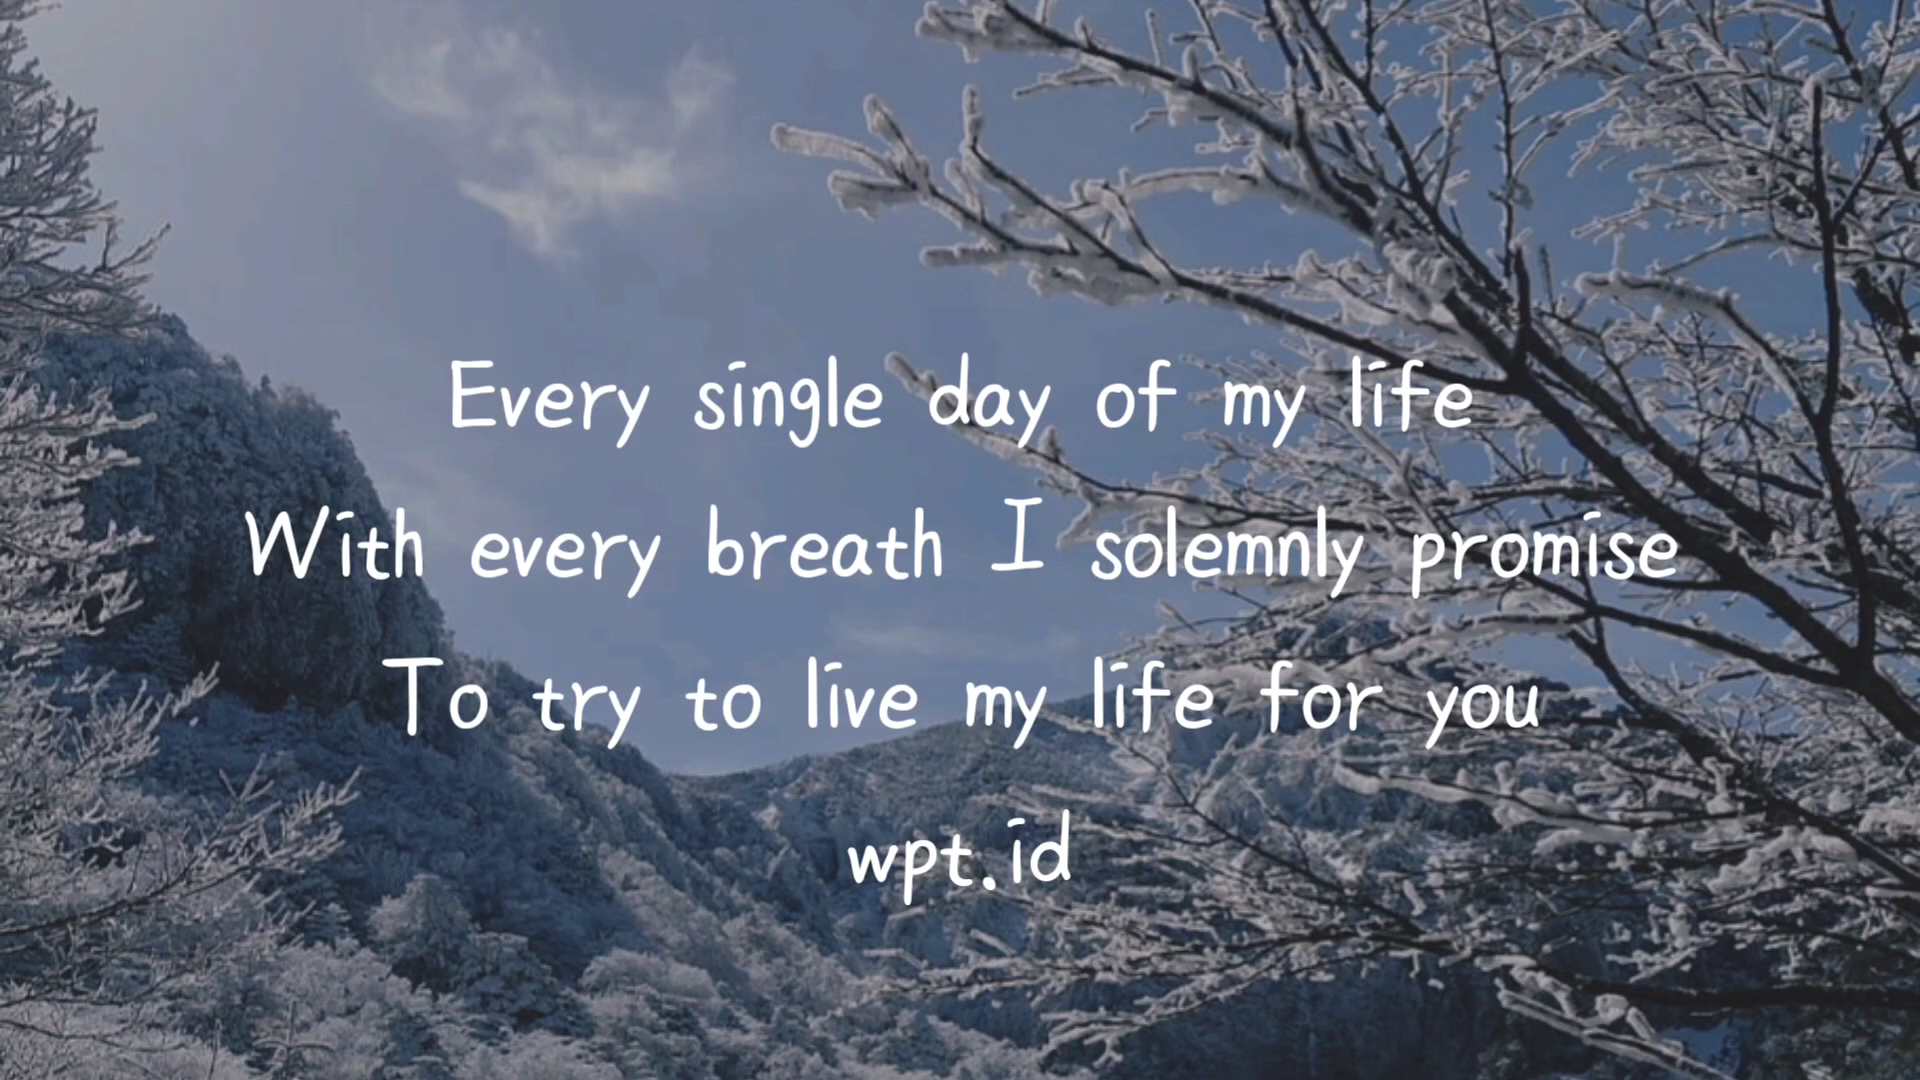 Every single day of my life
With every breath I solemnly promise
To try to live my life for you
wpt.id